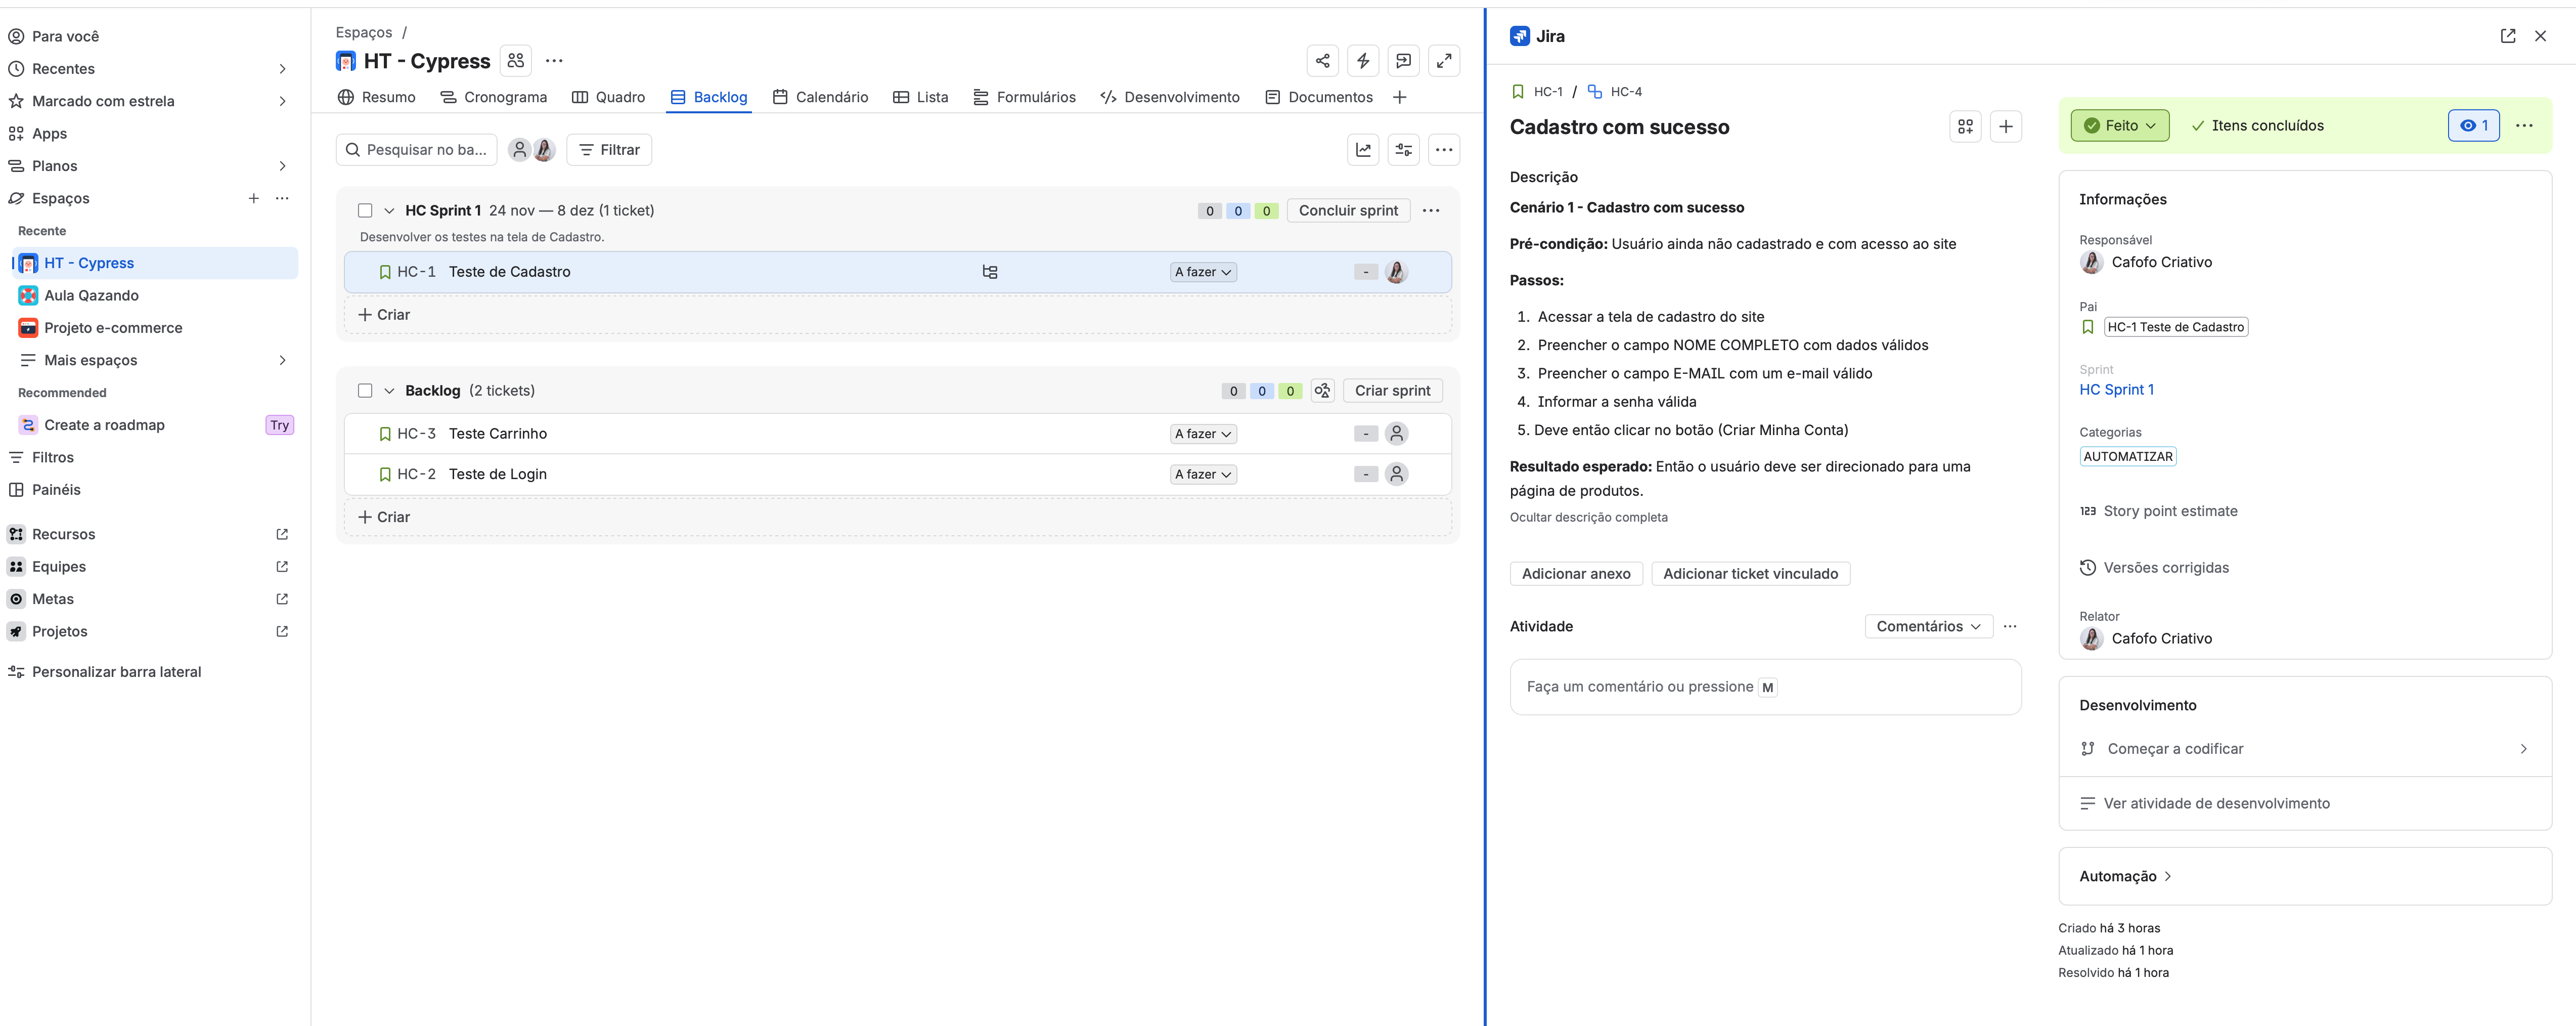 Para você
Recentes
Marcado com estrela
Apps
Planos
Espaços
Recente
HT - Cypress
Aula Qazando
Projeto e-commerce
Mais espaços
Recommended
Create a roadmap Try
Filtros
Painéis
Recursos
Equipes
Metas
Projetos
Personalizar barra lateral
Espaços /
HT - Cypress
Resumo Cronograma Quadro Backlog Calendário Lista Formulários Desenvolvimento Documentos
Pesquisar no ba... Filtrar
HC Sprint 1 24 nov — 8 dez (1 ticket) 0 0 0 Concluir sprint
Desenvolver os testes na tela de Cadastro.
HC-1 Teste de Cadastro A fazer -
+ Criar
Backlog (2 tickets) 0 0 0 Criar sprint
HC-3 Teste Carrinho A fazer -
HC-2 Teste de Login A fazer -
+ Criar
Jira
HC-1 / HC-4
Cadastro com sucesso
Descrição
Cenário 1 - Cadastro com sucesso
Pré-condição: Usuário ainda não cadastrado e com acesso ao site
Passos:
1. Acessar a tela de cadastro do site
2. Preencher o campo NOME COMPLETO com dados válidos
3. Preencher o campo E-MAIL com um e-mail válido
4. Informar a senha válida
5. Deve então clicar no botão (Criar Minha Conta)
Resultado esperado: Então o usuário deve ser direcionado para uma
página de produtos.
Ocultar descrição completa
Adicionar anexo Adicionar ticket vinculado
Atividade Comentários
Faça um comentário ou pressione M
Feito Itens concluídos 1
Informações
Responsável
Cafofo Criativo
Pai
HC-1 Teste de Cadastro
Sprint
HC Sprint 1
Categorias
AUTOMATIZAR
123 Story point estimate
Versões corrigidas
Relator
Cafofo Criativo
Desenvolvimento
Começar a codificar
Ver atividade de desenvolvimento
Automação
Criado há 3 horas
Atualizado há 1 hora
Resolvido há 1 hora